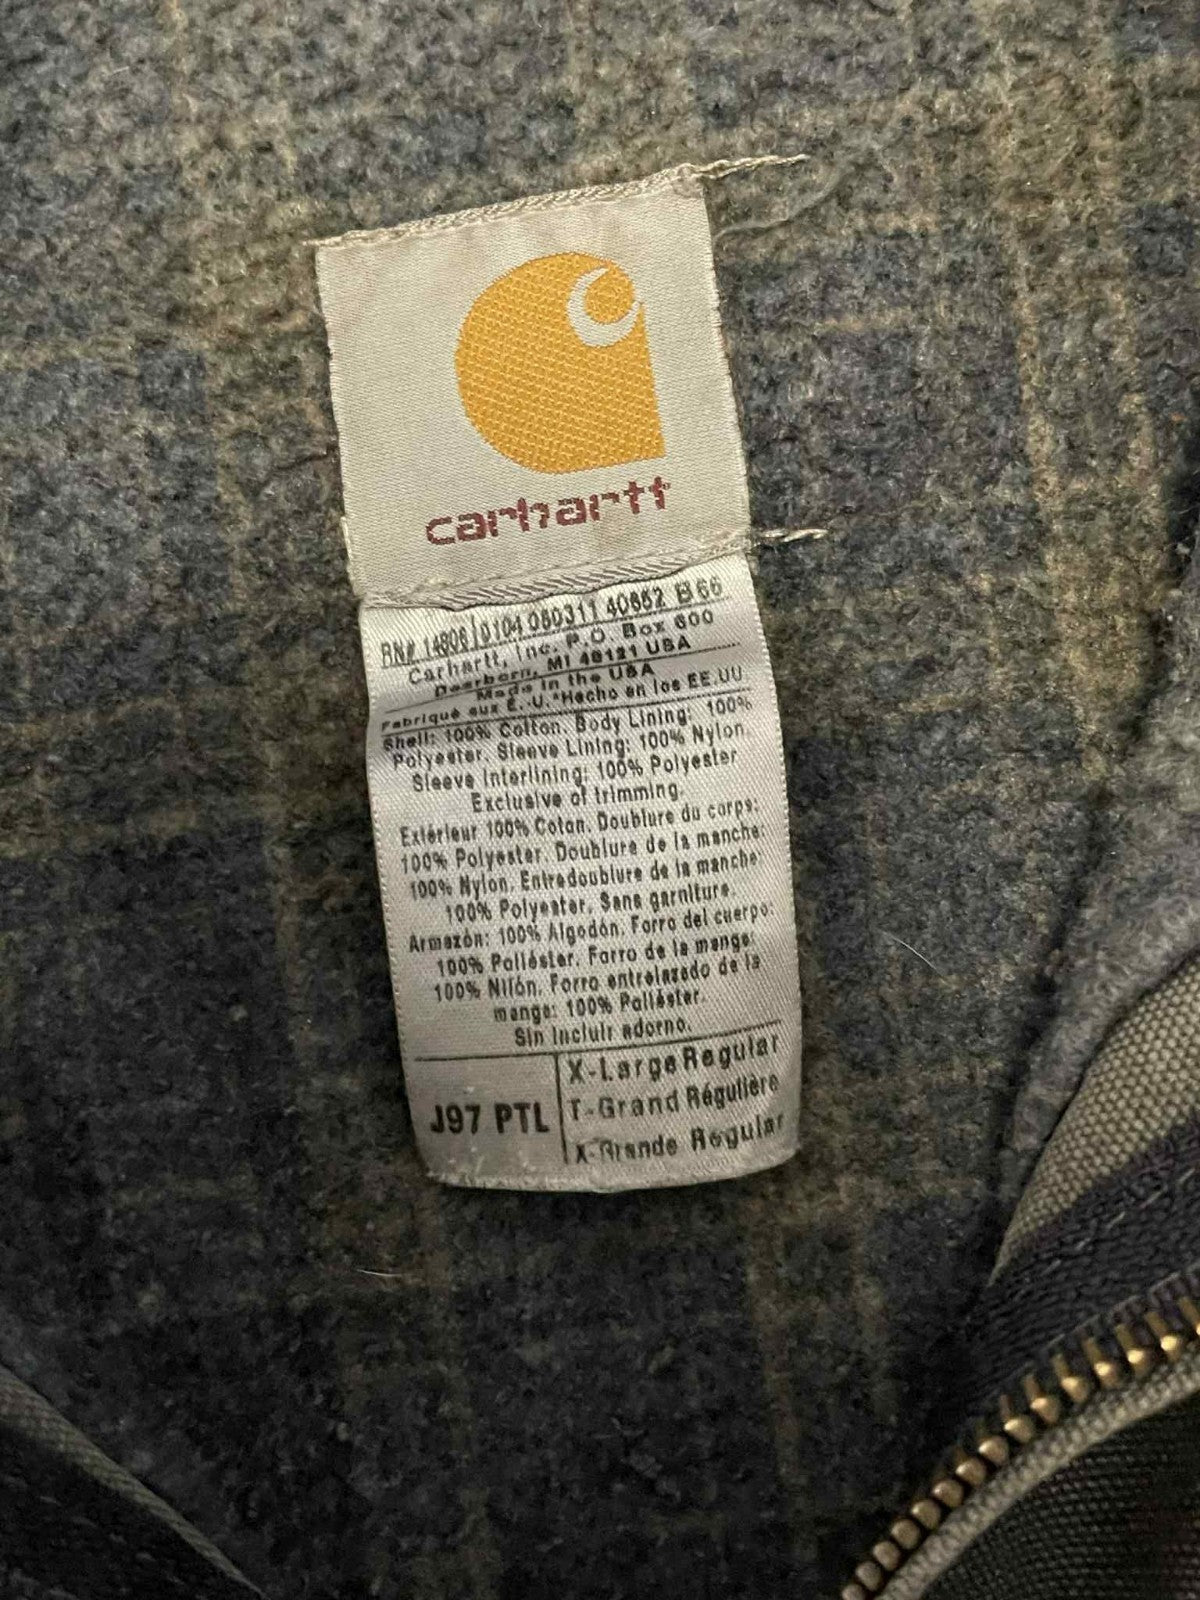 carhartt
RN# 14806 0104 050311 40652 B 66
Carhartt, Inc. P.O. Box 600
Dearborn, MI 48121 USA
Made in the USA
Fabriqué aux É. U. *Hecho en los EE.UU
Shell: 100% Cotton. Body Lining: 100%
Polyester. Sleeve Lining: 100% Nylon
Sleeve Interlining: 100% Polyester
Exclusive of trimming.
Extérieur 100% Coton. Doublure du corps:
100% Polyester. Doublure de la manche:
100% Nylon. Entredoublure de la manche:
100% Polyester, Sans garniture.
Armazón: 100% Algodón. Forro del cuerpo:
100% Poliéster. Forro de la manga:
100% Nilón. Forro entrelazado de la
manga: 100% Poliéster.
Sin incluir adorno.
J97 PTL
X-Large Regular
T-Grand Régulière
X-Grande Regular